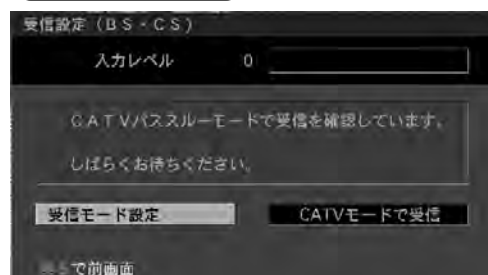 受信設定（ＢＳ・ＣＳ）
入力レベル 0
ＣＡＴＶパススルーモードで受信を確認しています。
しばらくお待ちください。
受信モード設定 CATVモードで受信
で前画面